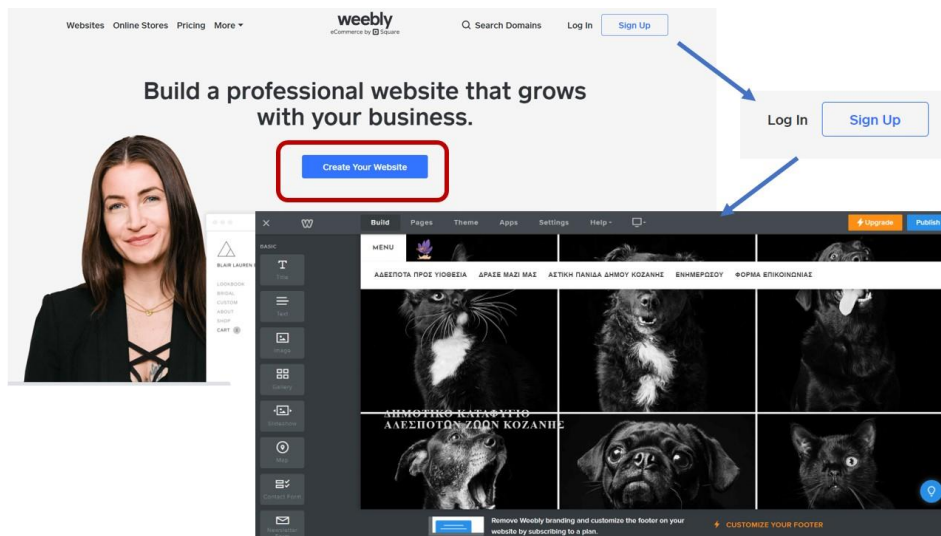 Websites Online Stores Pricing More
weebly
eCommerce by Square
Search Domains
Log In
Sign Up
Build a professional website that grows
with your business.
Create Your Website
Log In
Sign Up
BLAIR LAUREN
LOOKBOOK
BRIDAL
CUSTOM
ABOUT
SHOP
CART
Build Pages Theme Apps Settings Help
Upgrade
Publish
BASIC
Title
Text
Image
Gallery
Slideshow
Map
Contact Form
Newsletter
MENU
ΑΔΕΣΠΟΤΑ ΠΡΟΣ ΥΙΟΘΕΣΙΑ ΔΡΑΣΕ ΜΑΖΙ ΜΑΣ ΑΣΤΙΚΗ ΠΑΝΙΔΑ ΔΗΜΟΥ ΚΟΖΑΝΗΣ ΕΝΗΜΕΡΩΣΟΥ ΦΟΡΜΑ ΕΠΙΚΟΙΝΩΝΙΑΣ
ΔΗΜΟΤΙΚΟ ΚΑΤΑΦΥΓΙΟ
ΑΔΕΣΠΟΤΩΝ ΖΩΩΝ ΚΟΖΑΝΗΣ
Remove Weebly branding and customize the footer on your
website by subscribing to a plan.
CUSTOMIZE YOUR FOOTER